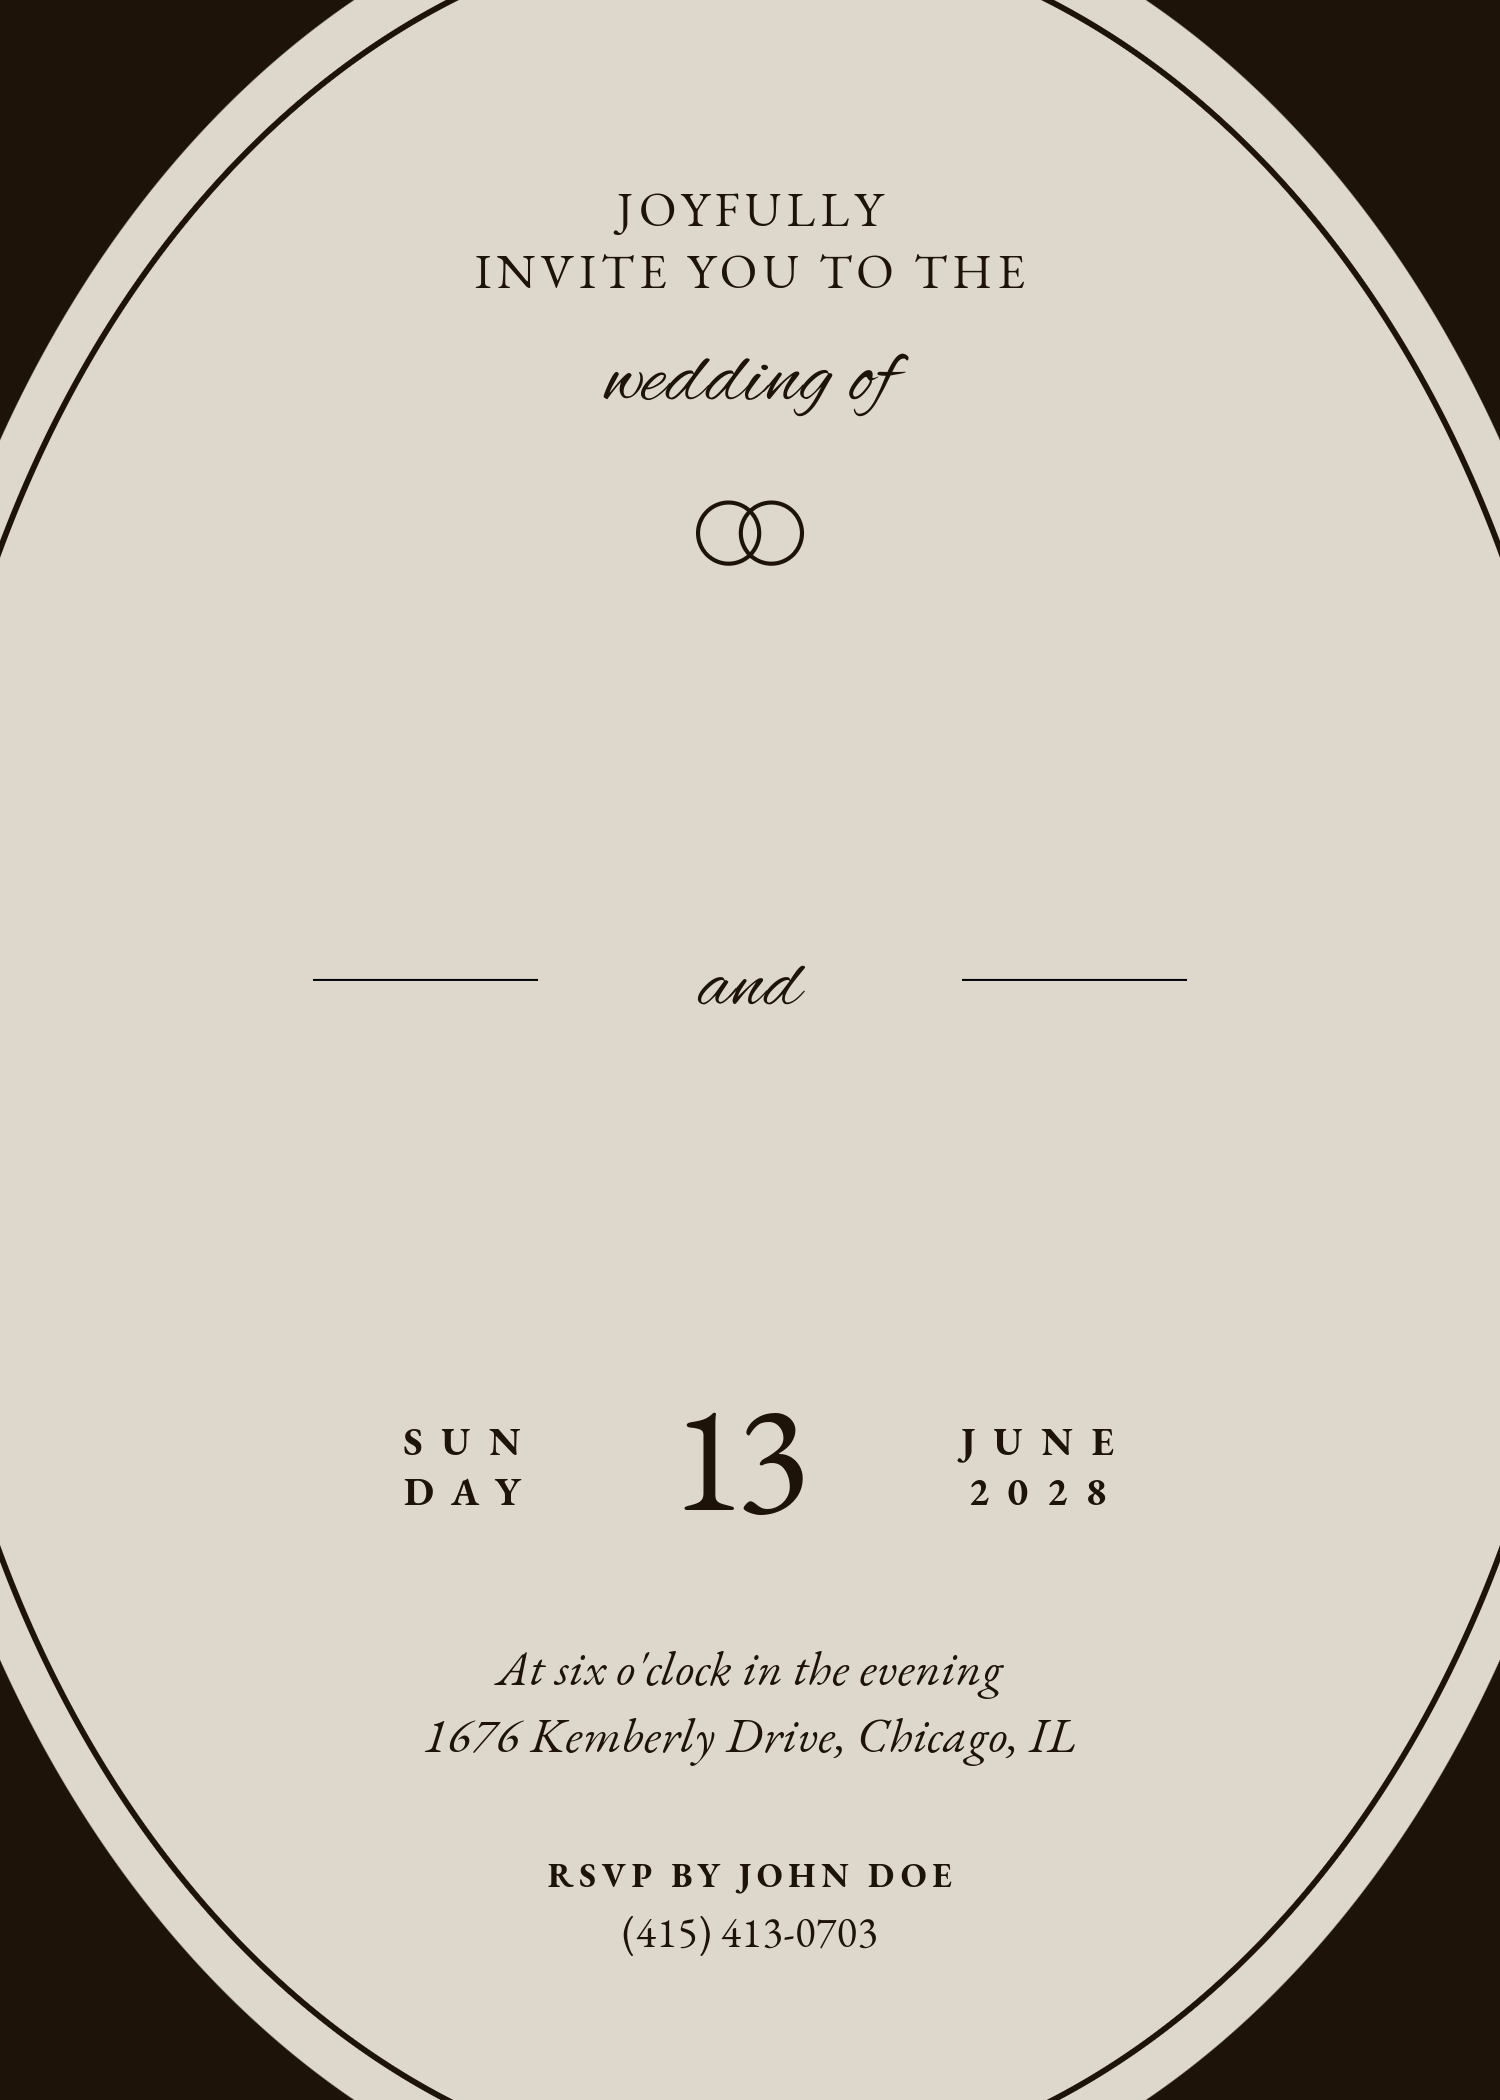 JOYFULLY
INVITE YOU TO THE
wedding of
and
SUN
DAY
13
JUNE
2028
At six o'clock in the evening
1676 Kemberly Drive, Chicago, IL
RSVP BY JOHN DOE
(415) 413-0703